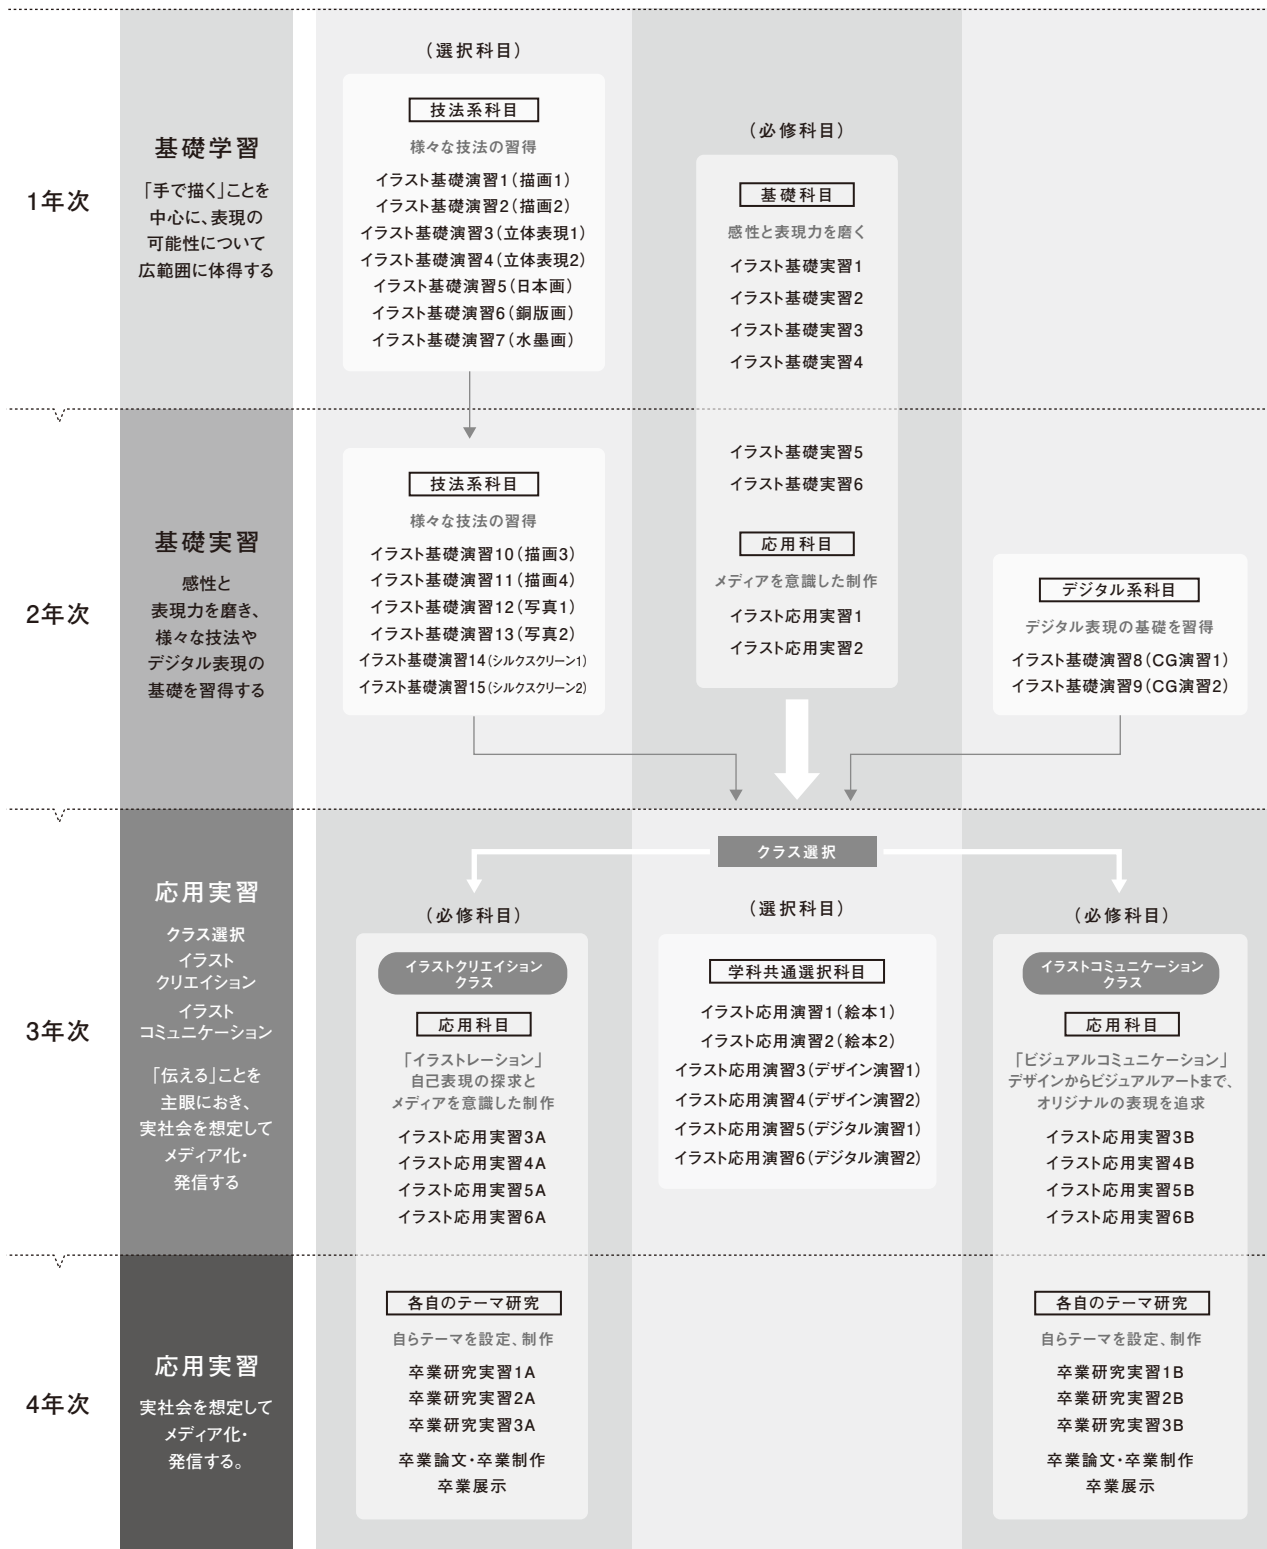 1年次
基礎学習
「手で描く」ことを
中心に、表現の
可能性について
広範囲に体得する
（選択科目）
技法系科目
様々な技法の習得
イラスト基礎演習1（描画1）
イラスト基礎演習2（描画2）
イラスト基礎演習3（立体表現1）
イラスト基礎演習4（立体表現2）
イラスト基礎演習5（日本画）
イラスト基礎演習6（銅版画）
イラスト基礎演習7（水墨画）
（必修科目）
基礎科目
感性と表現力を磨く
イラスト基礎実習1
イラスト基礎実習2
イラスト基礎実習3
イラスト基礎実習4
2年次
基礎実習
感性と
表現力を磨き、
様々な技法や
デジタル表現の
基礎を習得する
技法系科目
様々な技法の習得
イラスト基礎演習10（描画3）
イラスト基礎演習11（描画4）
イラスト基礎演習12（写真1）
イラスト基礎演習13（写真2）
イラスト基礎演習14（シルクスクリーン1）
イラスト基礎演習15（シルクスクリーン2）
イラスト基礎実習5
イラスト基礎実習6
応用科目
メディアを意識した制作
イラスト応用実習1
イラスト応用実習2
デジタル系科目
デジタル表現の基礎を習得
イラスト基礎演習8（CG演習1）
イラスト基礎演習9（CG演習2）
3年次
応用実習
クラス選択
イラスト
クリエイション
イラスト
コミュニケーション
「伝える」ことを
主眼におき、
実社会を想定して
メディア化・
発信する
クラス選択
（必修科目）
イラストクリエイション
クラス
応用科目
「イラストレーション」
自己表現の探求と
メディアを意識した制作
イラスト応用実習3A
イラスト応用実習4A
イラスト応用実習5A
イラスト応用実習6A
（選択科目）
学科共通選択科目
イラスト応用演習1（絵本1）
イラスト応用演習2（絵本2）
イラスト応用演習3（デザイン演習1）
イラスト応用演習4（デザイン演習2）
イラスト応用演習5（デジタル演習1）
イラスト応用演習6（デジタル演習2）
（必修科目）
イラストコミュニケーション
クラス
応用科目
「ビジュアルコミュニケーション」
デザインからビジュアルアートまで、
オリジナルの表現を追求
イラスト応用実習3B
イラスト応用実習4B
イラスト応用実習5B
イラスト応用実習6B
4年次
応用実習
実社会を想定して
メディア化・
発信する。
各自のテーマ研究
自らテーマを設定、制作
卒業研究実習1A
卒業研究実習2A
卒業研究実習3A
卒業論文・卒業制作
卒業展示
各自のテーマ研究
自らテーマを設定、制作
卒業研究実習1B
卒業研究実習2B
卒業研究実習3B
卒業論文・卒業制作
卒業展示